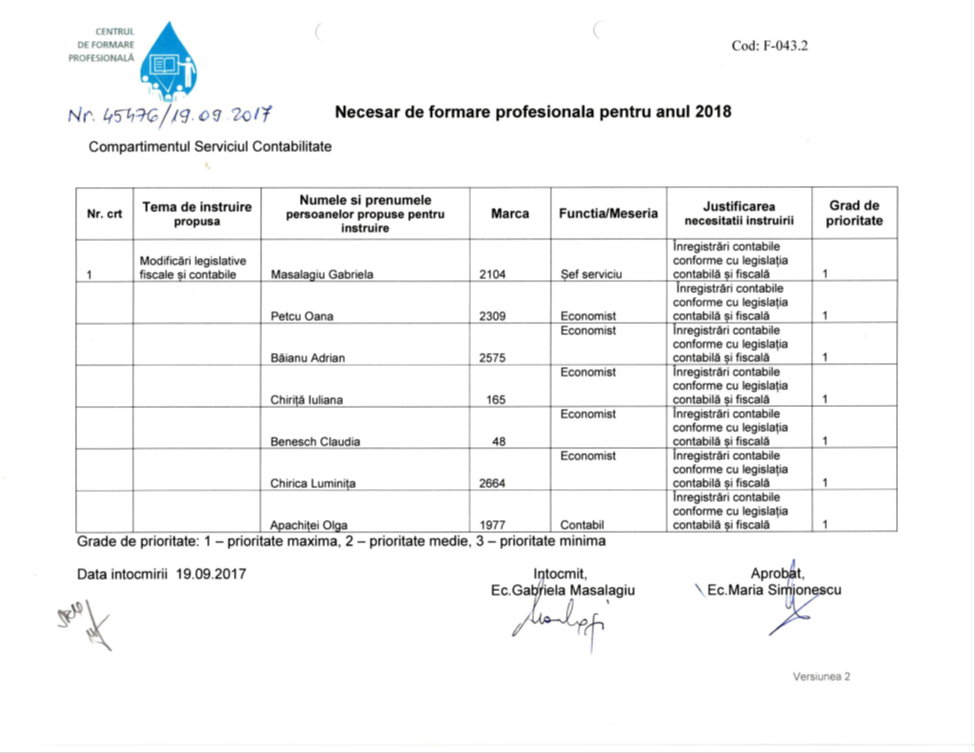 CENTRUL
DE FORMARE
PROFESIONALĂ
Cod: F-043.2
Nr. 45476/19.09.2017
Necesar de formare profesionala pentru anul 2018
Compartimentul Serviciul Contabilitate
Nr. crt
Tema de instruire
propusa
Numele si prenumele
persoanelor propuse pentru
instruire
Marca
Functia/Meseria
Justificarea
necesitatii instruirii
Grad de
prioritate
1
Modificări legislative
fiscale și contabile
Masalagiu Gabriela
2104
Șef serviciu
Înregistrări contabile
conforme cu legislația
contabilă și fiscală
1
Petcu Oana
2309
Economist
Înregistrări contabile
conforme cu legislația
contabilă și fiscală
1
Băianu Adrian
2575
Economist
Înregistrări contabile
conforme cu legislația
contabilă și fiscală
1
Chiriță Iuliana
165
Economist
Înregistrări contabile
conforme cu legislația
contabilă și fiscală
1
Benesch Claudia
48
Economist
Înregistrări contabile
conforme cu legislația
contabilă și fiscală
1
Chirica Luminița
2664
Economist
Înregistrări contabile
conforme cu legislația
contabilă și fiscală
1
Apachiței Olga
1977
Contabil
Înregistrări contabile
conforme cu legislația
contabilă și fiscală
1
Grade de prioritate: 1 – prioritate maxima, 2 – prioritate medie, 3 – prioritate minima
Data intocmirii 19.09.2017
Intocmit,
Ec.Gabriela Masalagiu
Aprobat,
Ec.Maria Simionescu
Versiunea 2